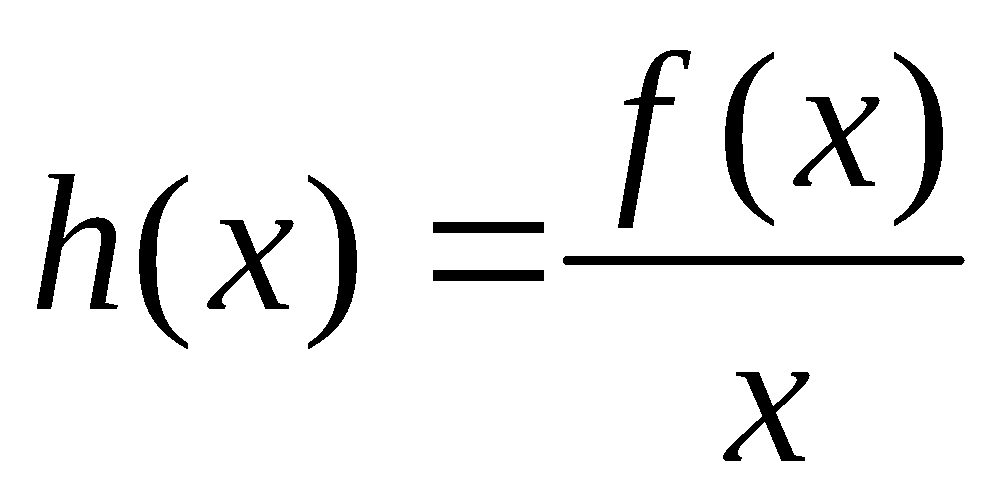 h(x) = f(x)/x